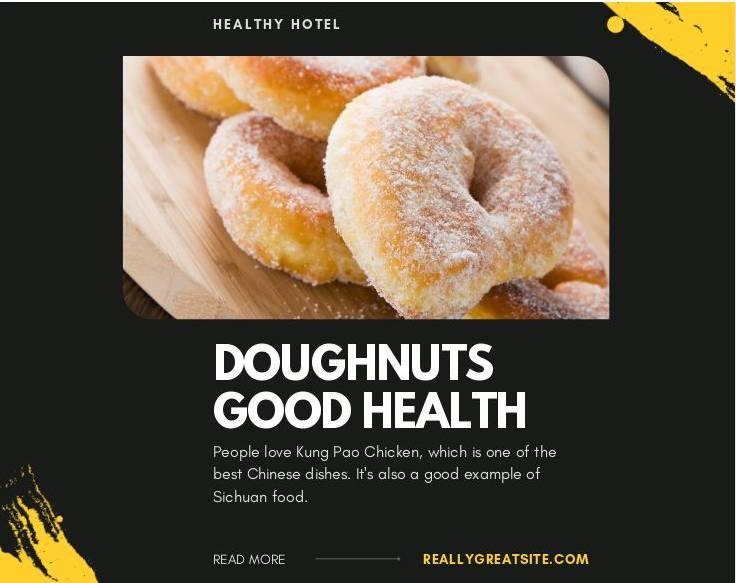 HEALTHY HOTEL
DOUGHNUTS
GOOD HEALTH
People love Kung Pao Chicken, which is one of the
best Chinese dishes. It's also a good example of
Sichuan food.
READ MORE
REALLYGREATSITE.COM